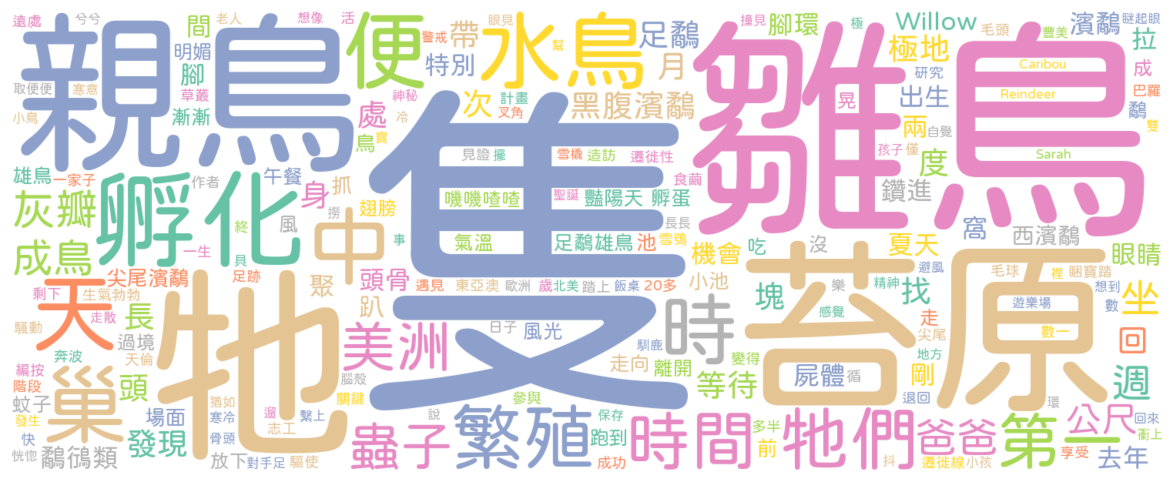 遠處 兮兮 老人 間 想像 活 眼見 撞見 極 毛頭 豐美 濱鷸 瞇起眼
親鳥 明媚 便 警戒 帶 水鳥 幫 足鷸 腳環 Willow 拉
腳 特別 月 雛鳥 極地 Caribou 成
取便便 寒意 草叢 神秘 次 計畫 黑腹濱鷸 研究 巴羅
小鳥 漸漸 處 冷 叉角 晃 出生 Reindeer 鷸
鳥 寶 兩 自覺 雙
雄鳥 一家子 午餐 見證 擺 雪橇 造訪 遷徙性 孩子 僅 度 Sarah
孵化 作者 身 抓 隻 食繭 鑽進
灰瓣 翅膀 嘰嘰喳喳 聖誕 豔陽天 孵蛋
終 風 撈 長長 窩
成鳥 一生 中 事 氣溫 足鷸雄鳥 池 雪鴞 機會 吃 沒 夏天 西濱鷸 眼睛
尖尾濱鷸 具 足跡 頭骨 遇見 東亞澳 歐洲 歲 北美 踏上 飯桌 20多 小池 苔原 避風 毛球 裡 睏寶 踏
剩下 天 生氣勃勃 聚 趴 塊 樂 精神 找 想到 坐
走散 牠 日子 風光 時 感覺 遊樂場 數
騷動 長 過境 美洲 馴鹿 走 尖尾 數一
奔波 天倫 走向 離開 變得 剛 地方 回
編按 巢 頭 猶如 腦殼 等待 屍體 循 週
階段 蚊子 場面 寒冷 繫上 遛 關鍵 參與 退回 環
發生 志工 說 繁殖 保存 多半 第一 公尺 回來
快 發現 骨頭 蟲子 跑到 時間 前 牠們 爸爸 衝上
恍惚 鷸鴴類 放下 對手足 驅使 成功 抖 遷徙線 小孩 享受 去年